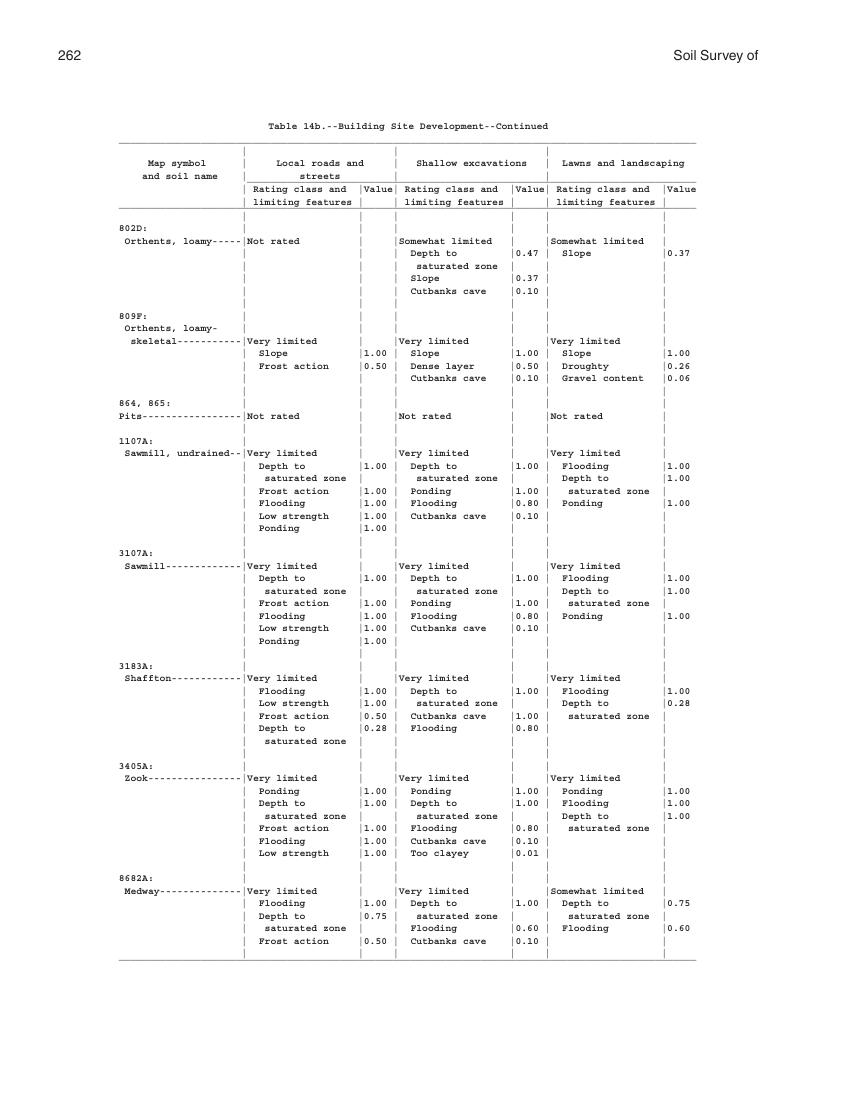 262 Soil Survey of
Table 14b.--Building Site Development--Continued
Map symbol | Local roads and | Shallow excavations | Lawns and landscaping
and soil name | streets | |
| Rating class and |Value| Rating class and |Value| Rating class and |Value
| limiting features | | limiting features | | limiting features |
802D:
Orthents, loamy-----|Not rated | |Somewhat limited | |Somewhat limited |
| | | Depth to |0.47 | Slope |0.37
| | | saturated zone | | |
| | | Slope |0.37 | |
| | | Cutbanks cave |0.10 | |
809F:
Orthents, loamy-
skeletal-----------|Very limited | |Very limited | |Very limited |
| Slope |1.00 | Slope |1.00 | Slope |1.00
| Frost action |0.50 | Dense layer |0.50 | Droughty |0.26
| | | Cutbanks cave |0.10 | Gravel content |0.06
864, 865:
Pits-----------------|Not rated | |Not rated | |Not rated |
1107A:
Sawmill, undrained--|Very limited | |Very limited | |Very limited |
| Depth to |1.00 | Depth to |1.00 | Flooding |1.00
| saturated zone | | saturated zone | | Depth to |1.00
| Frost action |1.00 | Ponding |1.00 | saturated zone |
| Flooding |1.00 | Flooding |0.80 | Ponding |1.00
| Low strength |1.00 | Cutbanks cave |0.10 | |
| Ponding |1.00 | | | |
3107A:
Sawmill-------------|Very limited | |Very limited | |Very limited |
| Depth to |1.00 | Depth to |1.00 | Flooding |1.00
| saturated zone | | saturated zone | | Depth to |1.00
| Frost action |1.00 | Ponding |1.00 | saturated zone |
| Flooding |1.00 | Flooding |0.80 | Ponding |1.00
| Low strength |1.00 | Cutbanks cave |0.10 | |
| Ponding |1.00 | | | |
3183A:
Shaffton------------|Very limited | |Very limited | |Very limited |
| Flooding |1.00 | Depth to |1.00 | Flooding |1.00
| Low strength |1.00 | saturated zone | | Depth to |0.28
| Frost action |0.50 | Cutbanks cave |1.00 | saturated zone |
| Depth to |0.28 | Flooding |0.80 | |
| saturated zone | | | | |
3405A:
Zook----------------|Very limited | |Very limited | |Very limited |
| Ponding |1.00 | Ponding |1.00 | Ponding |1.00
| Depth to |1.00 | Depth to |1.00 | Flooding |1.00
| saturated zone | | saturated zone | | Depth to |1.00
| Frost action |1.00 | Flooding |0.80 | saturated zone |
| Flooding |1.00 | Cutbanks cave |0.10 | |
| Low strength |1.00 | Too clayey |0.01 | |
8682A:
Medway--------------|Very limited | |Very limited | |Somewhat limited |
| Flooding |1.00 | Depth to |1.00 | Depth to |0.75
| Depth to |0.75 | saturated zone | | saturated zone |
| saturated zone | | Flooding |0.60 | Flooding |0.60
| Frost action |0.50 | Cutbanks cave |0.10 | |